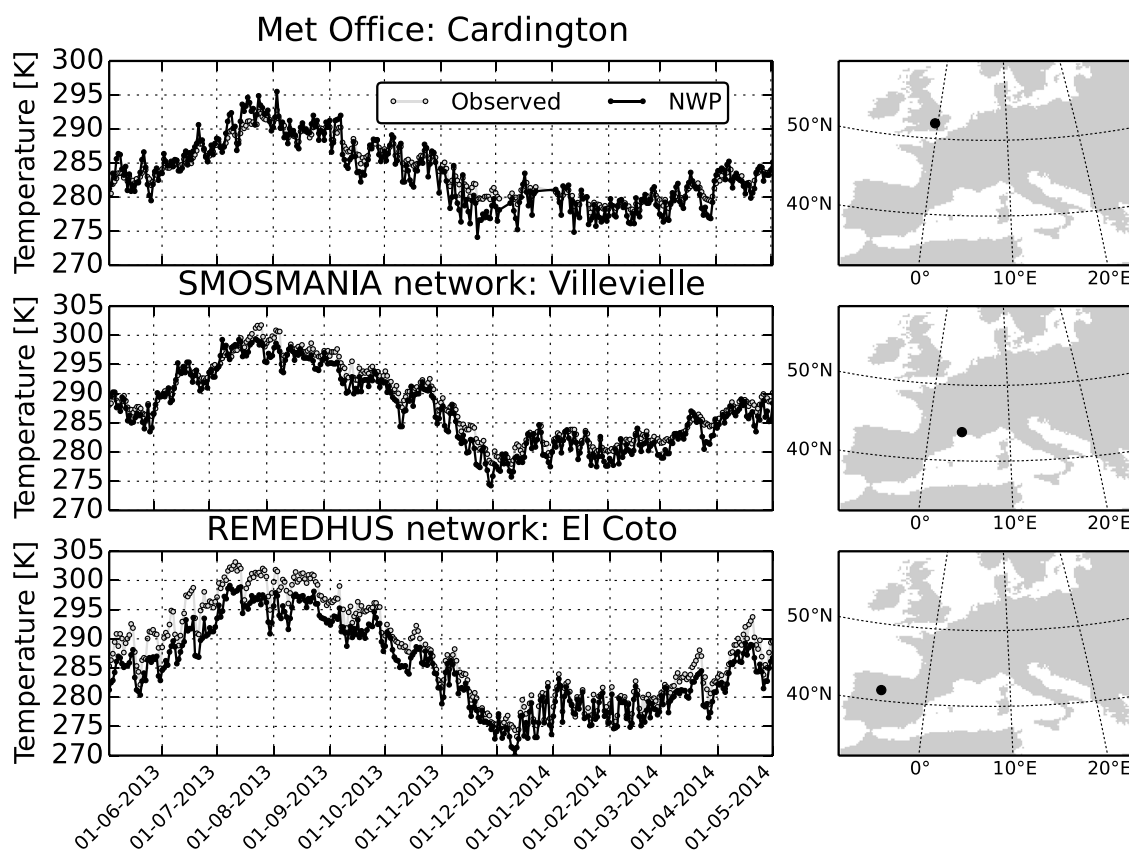 Met Office: Cardington
Temperature [K]
300
295
290
285
280
275
270
Observed
NWP
50°N
40°N
0°
10°E
20°E
SMOSMANIA network: Villevielle
Temperature [K]
305
300
295
290
285
280
275
270
50°N
40°N
0°
10°E
20°E
REMEDHUS network: El Coto
Temperature [K]
305
300
295
290
285
280
275
270
50°N
40°N
0°
10°E
20°E
01-06-2013
01-07-2013
01-08-2013
01-09-2013
01-10-2013
01-11-2013
01-12-2013
01-01-2014
01-02-2014
01-03-2014
01-04-2014
01-05-2014